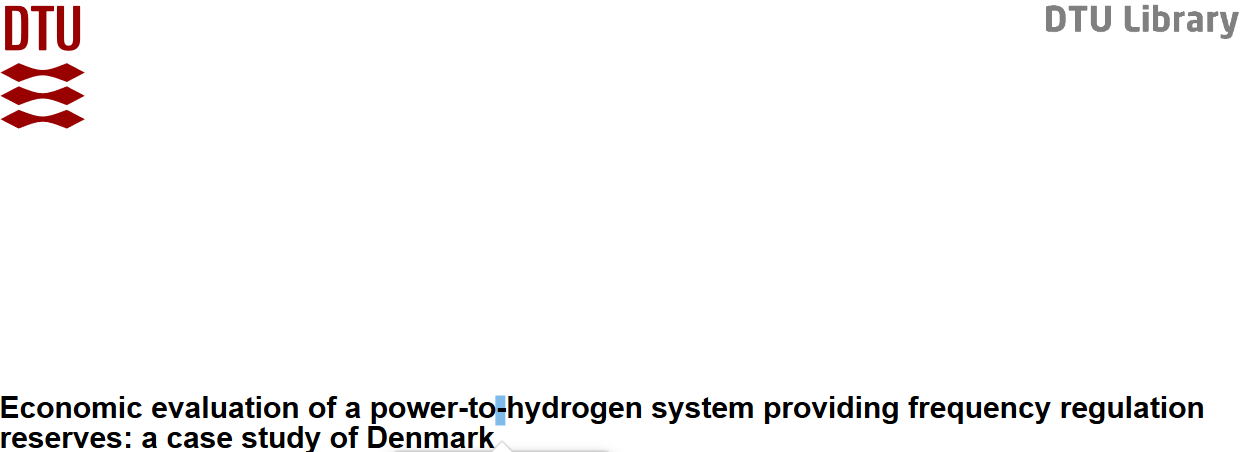 DTU
DTU Library
Economic evaluation of a power-to-hydrogen system providing frequency regulation
reserves: a case study of Denmark